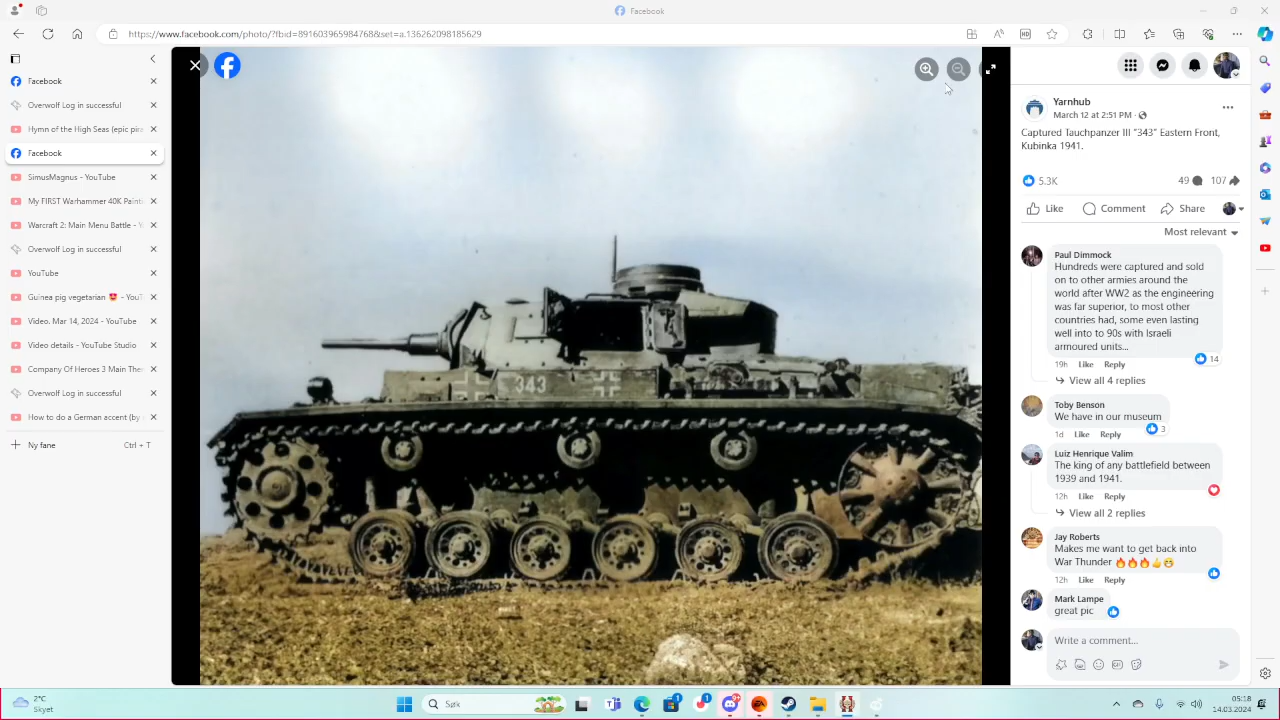 Facebook
https://www.facebook.com/photo/?fbid=891603965984768&set=a.136262098185629
Facebook
Overwolf Log in successful
Hymn of the High Seas (epic pir
Facebook
SimusMagnus - YouTube
My FIRST Warhammer 40K Painti
Warcraft 2: Main Menu Battle - Y
Overwolf Log in successful
YouTube
Guinea pig vegetarian 😍 - YouT
Video. Mar 14, 2024 - YouTube
Video details - YouTube Studio
Company Of Heroes 3 Main The
Overwolf Log in successful
How to do a German accent (by
Ny fane
Ctrl + T
343
Yarnhub
March 12 at 2:51 PM ·
Captured Tauchpanzer III "343" Eastern Front,
Kubinka 1941.
5.3K
49
107
Like
Comment
Share
Most relevant
Paul Dimmock
Hundreds were captured and sold
on to other armies around the
world after WW2 as the engineering
was far superior, to most other
countries had, some even lasting
well into to 90s with Israeli
armoured units...
14
19h Like Reply
View all 4 replies
Toby Benson
We have in our museum
3
1d Like Reply
Luiz Henrique Valim
The king of any battlefield between
1939 and 1941.
12h Like Reply
View all 2 replies
Jay Roberts
Makes me want to get back into
War Thunder 🔥🔥🔥👍😁
12h Like Reply
Mark Lampe
great pic
Write a comment...
2°C
Skyet
Søk
05:18
14.03.2024